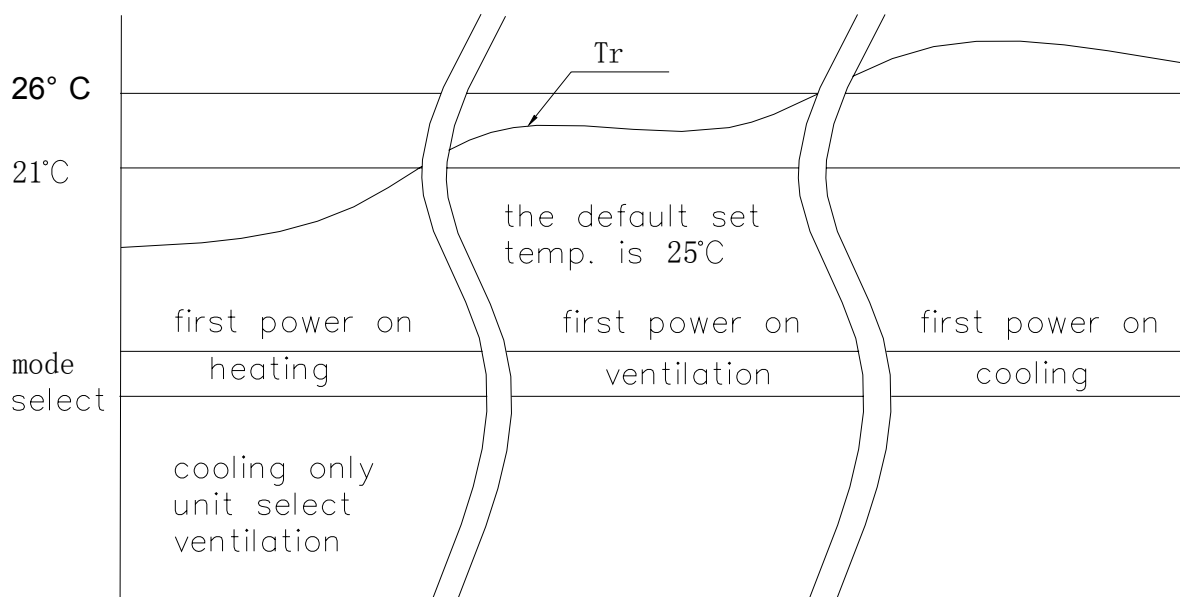 Tr
26° C
21℃
the default set
temp. is 25℃
first power on
first power on
first power on
mode
select
heating
ventilation
cooling
cooling only
unit select
ventilation